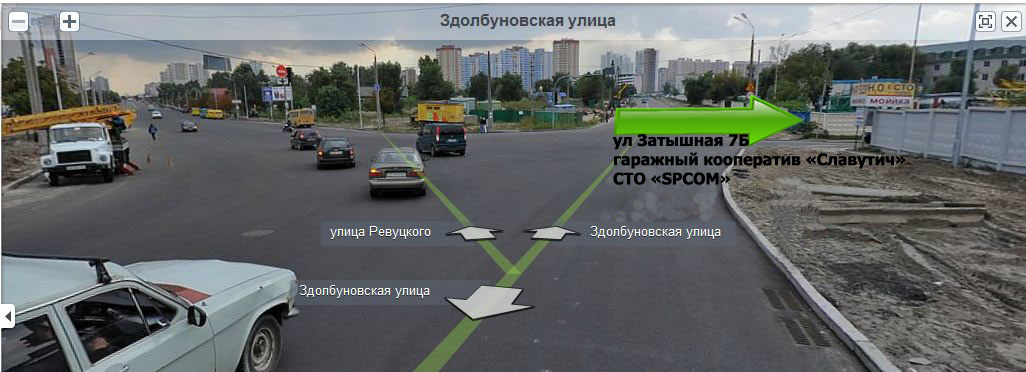 Здолбуновская улица
СТО
МОЙКА
ул Затышная 7Б
гаражный кооператив «Славутич»
СТО «SPCOM»
улица Ревуцкого
Здолбуновская улица
Здолбуновская улица